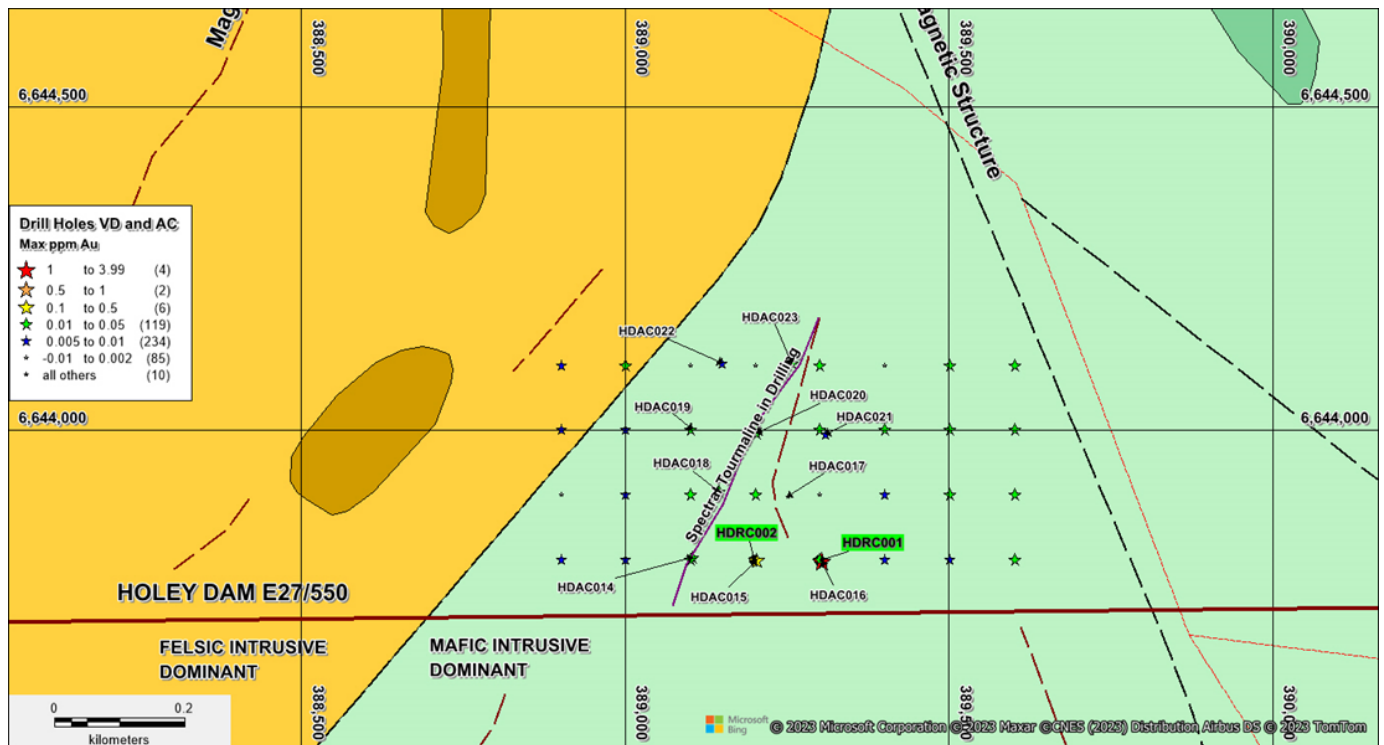 Mag
388,500
389,000
agnetic Structure
389,500
390,000
6,644,500
6,644,500
Drill Holes VD and AC
Max ppm Au
1 to 3.99 (4)
0.5 to 1 (2)
0.1 to 0.5 (6)
0.01 to 0.05 (119)
0.005 to 0.01 (234)
-0.01 to 0.002 (85)
all others (10)
HDAC023
HDAC022
Spectral Tourmaline in Drilling
HDAC020
HDAC019
HDAC021
6,644,000
6,644,000
HDAC018
HDAC017
HDRC002
HDRC001
HDAC014
HDAC015
HDAC016
HOLEY DAM E27/550
FELSIC INTRUSIVE
DOMINANT
MAFIC INTRUSIVE
DOMINANT
388,500
389,000
389,500
390,000
0 0.2
kilometers
Microsoft
Bing
© 2023 Microsoft Corporation © 2023 Maxar ©CNES (2023) Distribution Airbus DS © 2023 TomTom